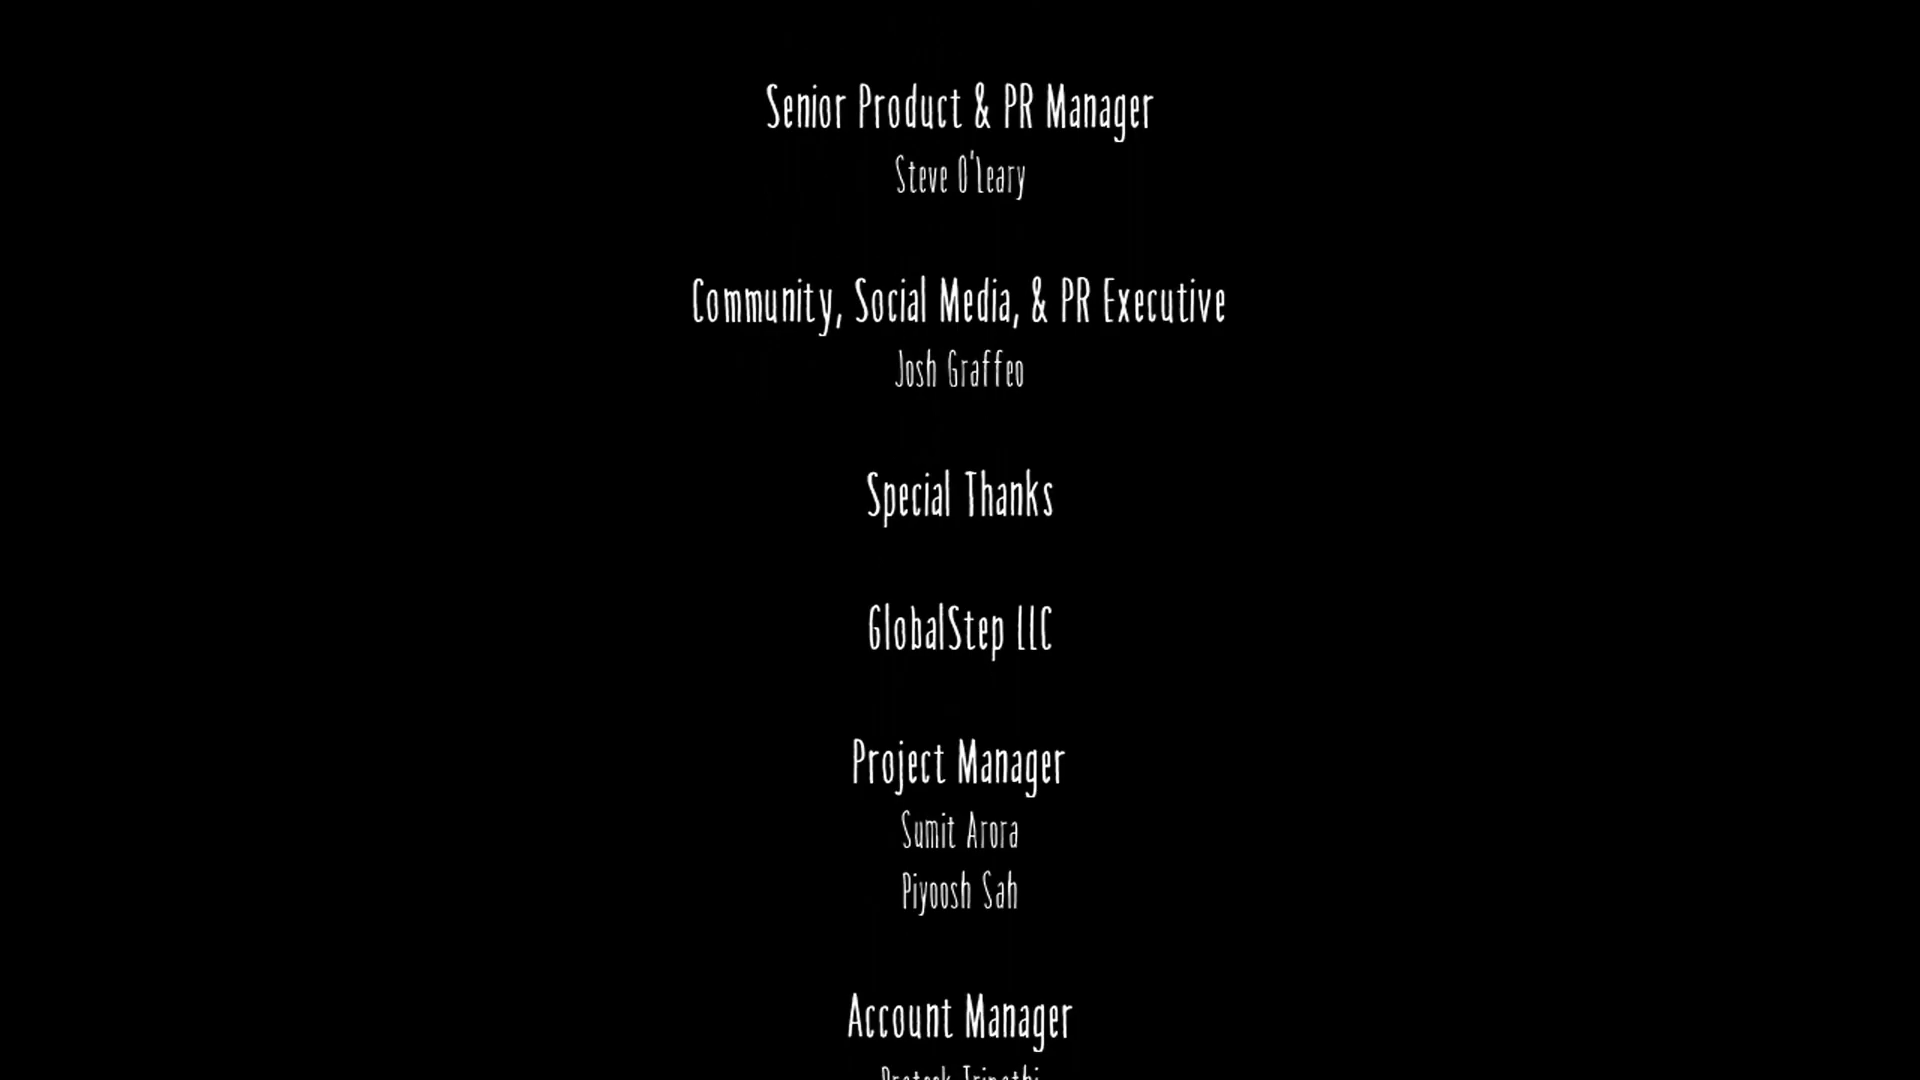 Senior Product & PR Manager
Steve O'Leary
Community, Social Media, & PR Executive
Josh Graffeo
Special Thanks
GlobalStep LLC
Project Manager
Sumit Arora
Piyoosh Sah
Account Manager